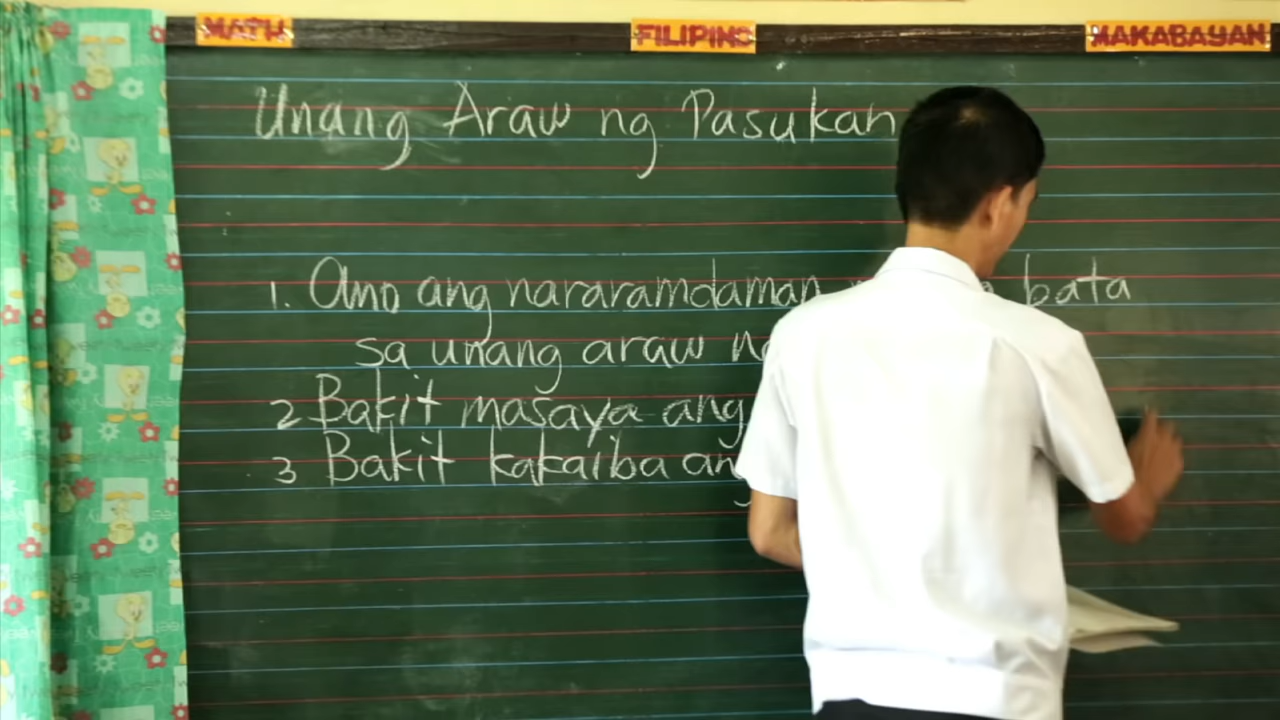 MATH
FILIPINO
MAKABAYAN
Unang Araw ng Pasukan
1. Ano ang nararamdaman bata
sa unang araw
2 Bakit masaya ang
3 Bakit kakaiba